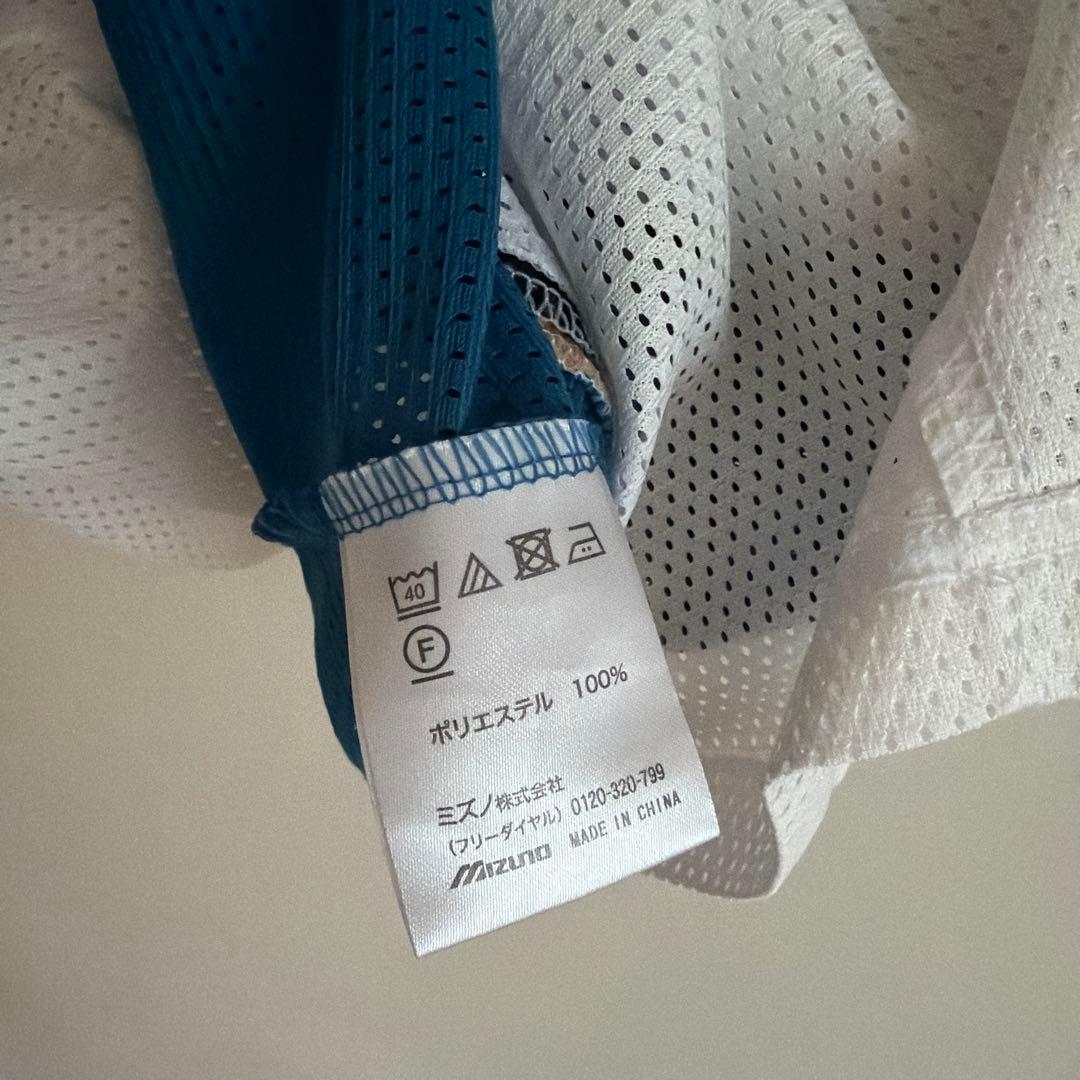 40
F
ポリエステル 100%
ミズノ株式会社
(フリーダイヤル) 0120-320-799
MIZUNO MADE IN CHINA